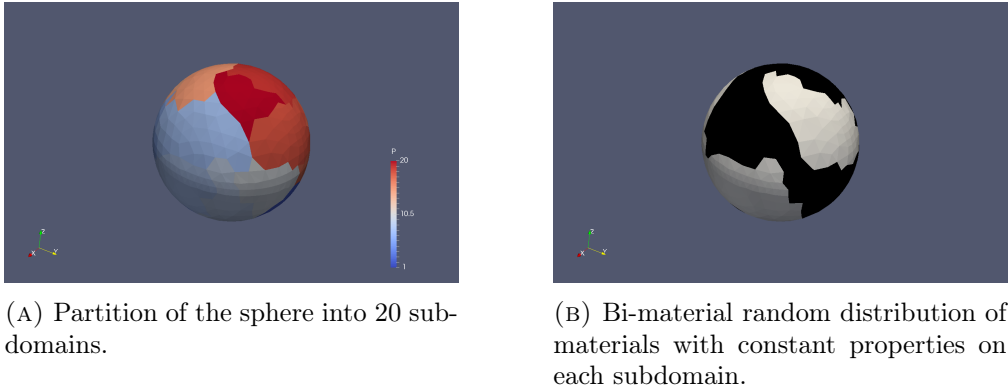 P
20
10.5
1
Z
X
Y
Z
X
Y
(A) Partition of the sphere into 20 sub-
domains.
(B) Bi-material random distribution of
materials with constant properties on
each subdomain.